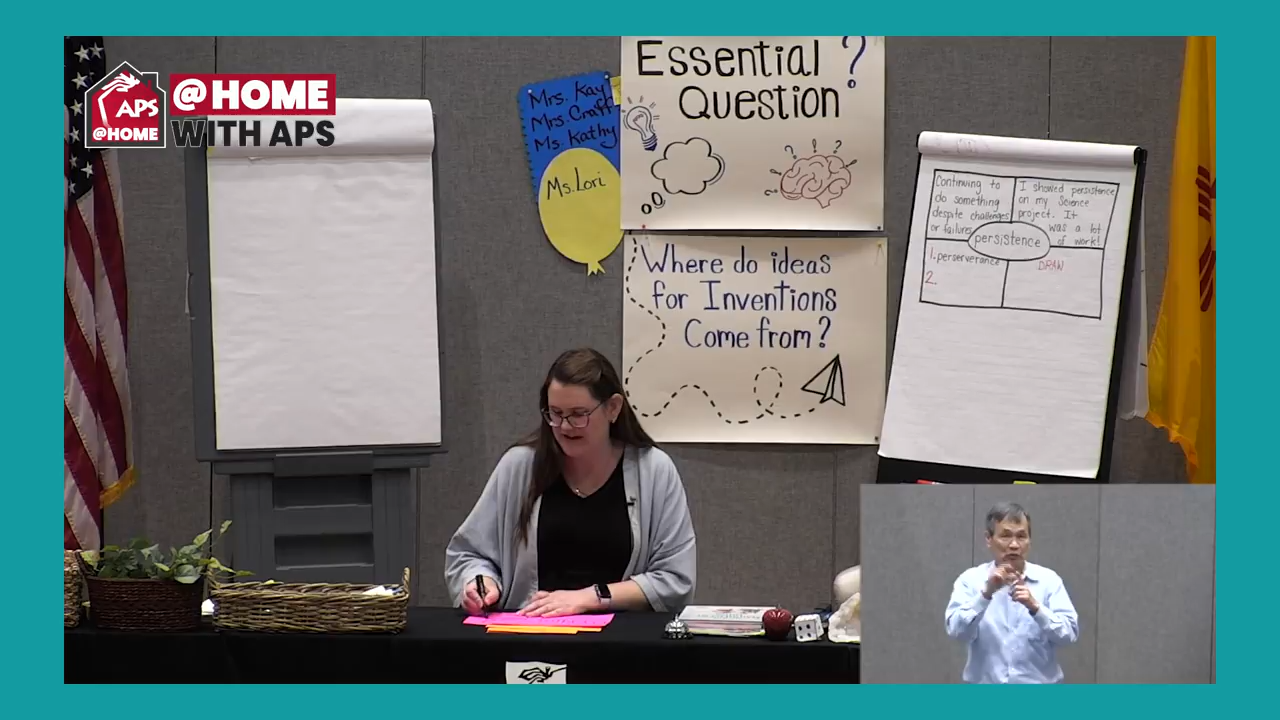 APS
@HOME
@HOME
WITH APS
Mrs. Kay
Mrs. Craft
Ms. Kathy
Ms. Lori
Essential ?
Question
Where do ideas
for Inventions
Come from?
Continuing to
do something
despite challenges
or failures
I showed persistence
on my Science
project. It
was a lot
of work!
persistence
1. perserverance
2.
DRAW